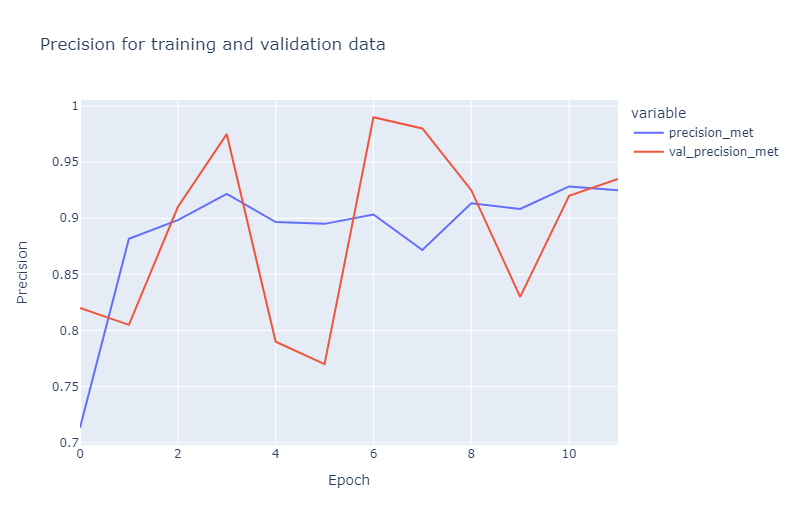 Precision for training and validation data
variable
precision_met
val_precision_met
Precision
1
0.95
0.9
0.85
0.8
0.75
0.7
0 2 4 6 8 10
Epoch